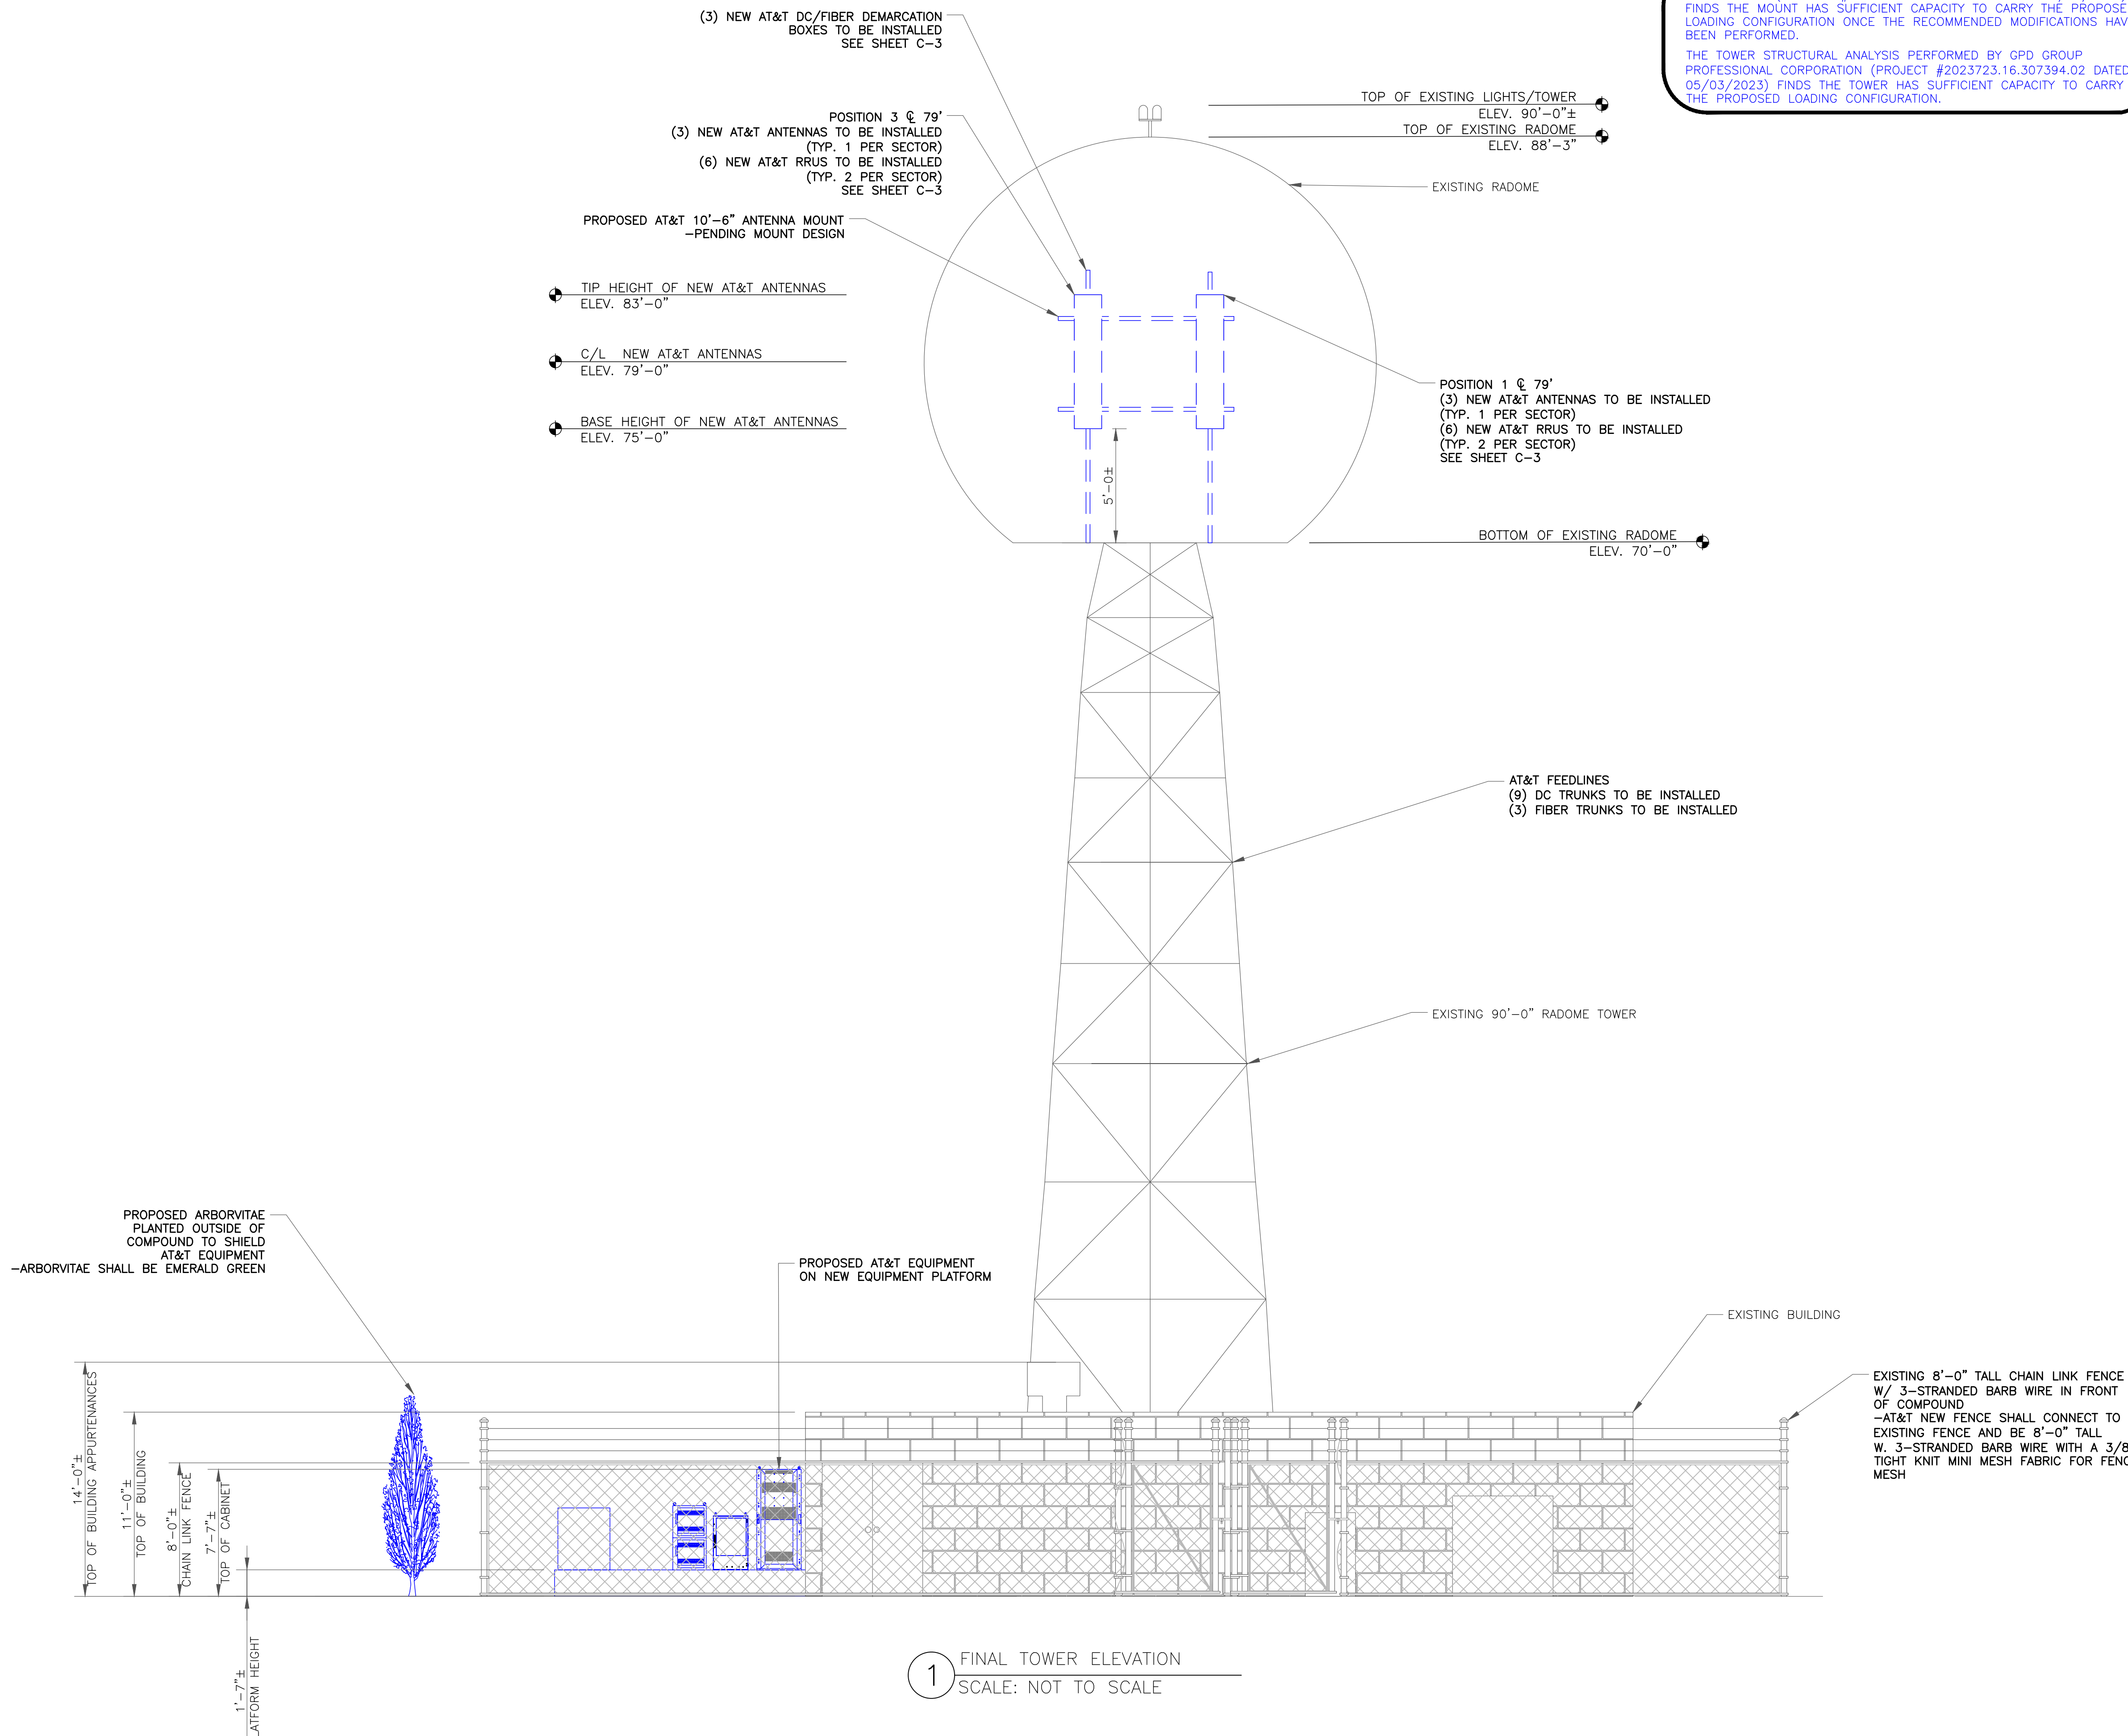 FINDS THE MOUNT HAS SUFFICIENT CAPACITY TO CARRY THE
LOADING CONFIGURATION ONCE THE RECOMMENDED MODIFICATIONS
BEEN PERFORMED.
THE TOWER STRUCTURAL ANALYSIS PERFORMED BY GPD GROUP
PROFESSIONAL CORPORATION (PROJECT #2023723.16.307394.02 DATED
05/03/2023) FINDS THE TOWER HAS SUFFICIENT CAPACITY TO CARRY
THE PROPOSED LOADING CONFIGURATION.
(3) NEW AT&T DC/FIBER DEMARCATION
BOXES TO BE INSTALLED
SEE SHEET C-3
POSITION 3 ℄ 79'
(3) NEW AT&T ANTENNAS TO BE INSTALLED
(TYP. 1 PER SECTOR)
(6) NEW AT&T RRUS TO BE INSTALLED
(TYP. 2 PER SECTOR)
SEE SHEET C-3
PROPOSED AT&T 10'-6" ANTENNA MOUNT
-PENDING MOUNT DESIGN
TIP HEIGHT OF NEW AT&T ANTENNAS
ELEV. 83'-0"
C/L NEW AT&T ANTENNAS
ELEV. 79'-0"
BASE HEIGHT OF NEW AT&T ANTENNAS
ELEV. 75'-0"
TOP OF EXISTING LIGHTS/TOWER
ELEV. 90'-0"±
TOP OF EXISTING RADOME
ELEV. 88'-3"
EXISTING RADOME
POSITION 1 ℄ 79'
(3) NEW AT&T ANTENNAS TO BE INSTALLED
(TYP. 1 PER SECTOR)
(6) NEW AT&T RRUS TO BE INSTALLED
(TYP. 2 PER SECTOR)
SEE SHEET C-3
5'-0±
BOTTOM OF EXISTING RADOME
ELEV. 70'-0"
AT&T FEEDLINES
(9) DC TRUNKS TO BE INSTALLED
(3) FIBER TRUNKS TO BE INSTALLED
EXISTING 90'-0" RADOME TOWER
PROPOSED ARBORVITAE
PLANTED OUTSIDE OF
COMPOUND TO SHIELD
AT&T EQUIPMENT
-ARBORVITAE SHALL BE EMERALD GREEN
PROPOSED AT&T EQUIPMENT
ON NEW EQUIPMENT PLATFORM
EXISTING BUILDING
EXISTING 8'-0" TALL CHAIN LINK FENCE
W/ 3-STRANDED BARB WIRE IN FRONT
OF COMPOUND
-AT&T NEW FENCE SHALL CONNECT TO
EXISTING FENCE AND BE 8'-0" TALL
W. 3-STRANDED BARB WIRE WITH A 3/8
TIGHT KNIT MINI MESH FABRIC FOR
MESH
14'-0"±
TOP OF BUILDING APPURTENANCES
11'-0"±
TOP OF BUILDING
8'-0"±
CHAIN LINK FENCE
7'-7"±
TOP OF CABINET
1'-7"±
HEIGHT
1
FINAL TOWER ELEVATION
SCALE: NOT TO SCALE